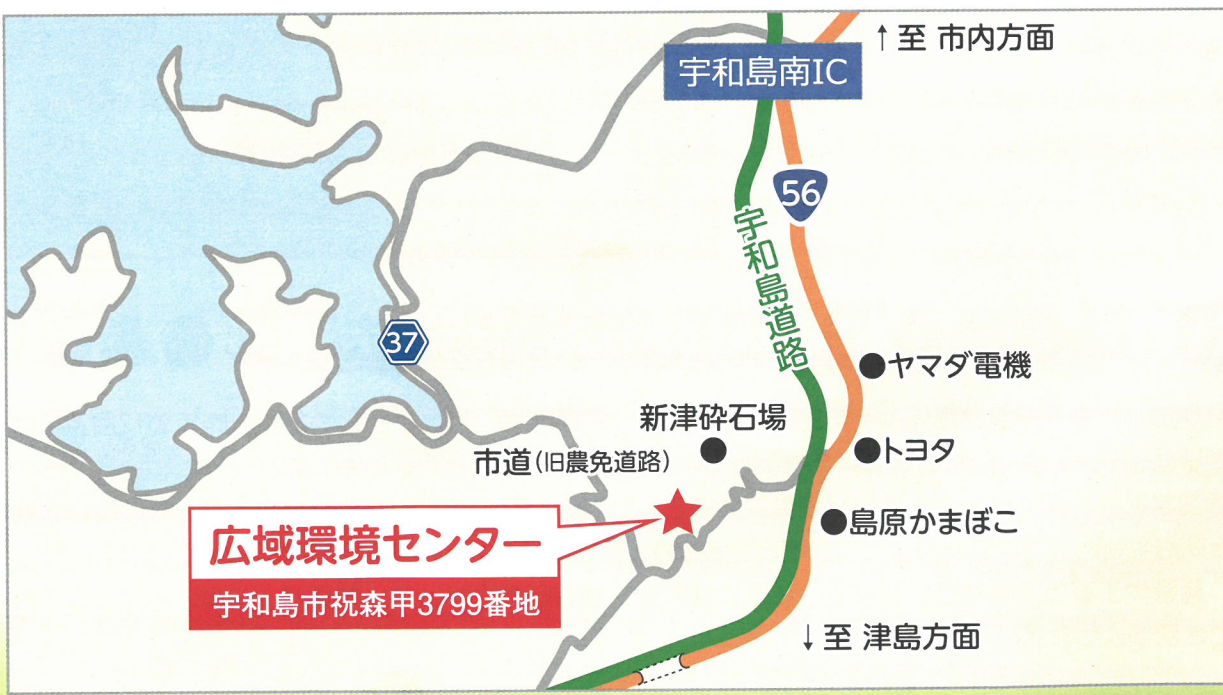 ↑至 市内方面
宇和島南IC
56
宇和島道路
37
●ヤマダ電機
新津砕石場
●トヨタ
市道(旧農免道路)
●島原かまぼこ
広域環境センター
宇和島市祝森甲3799番地
↓至 津島方面